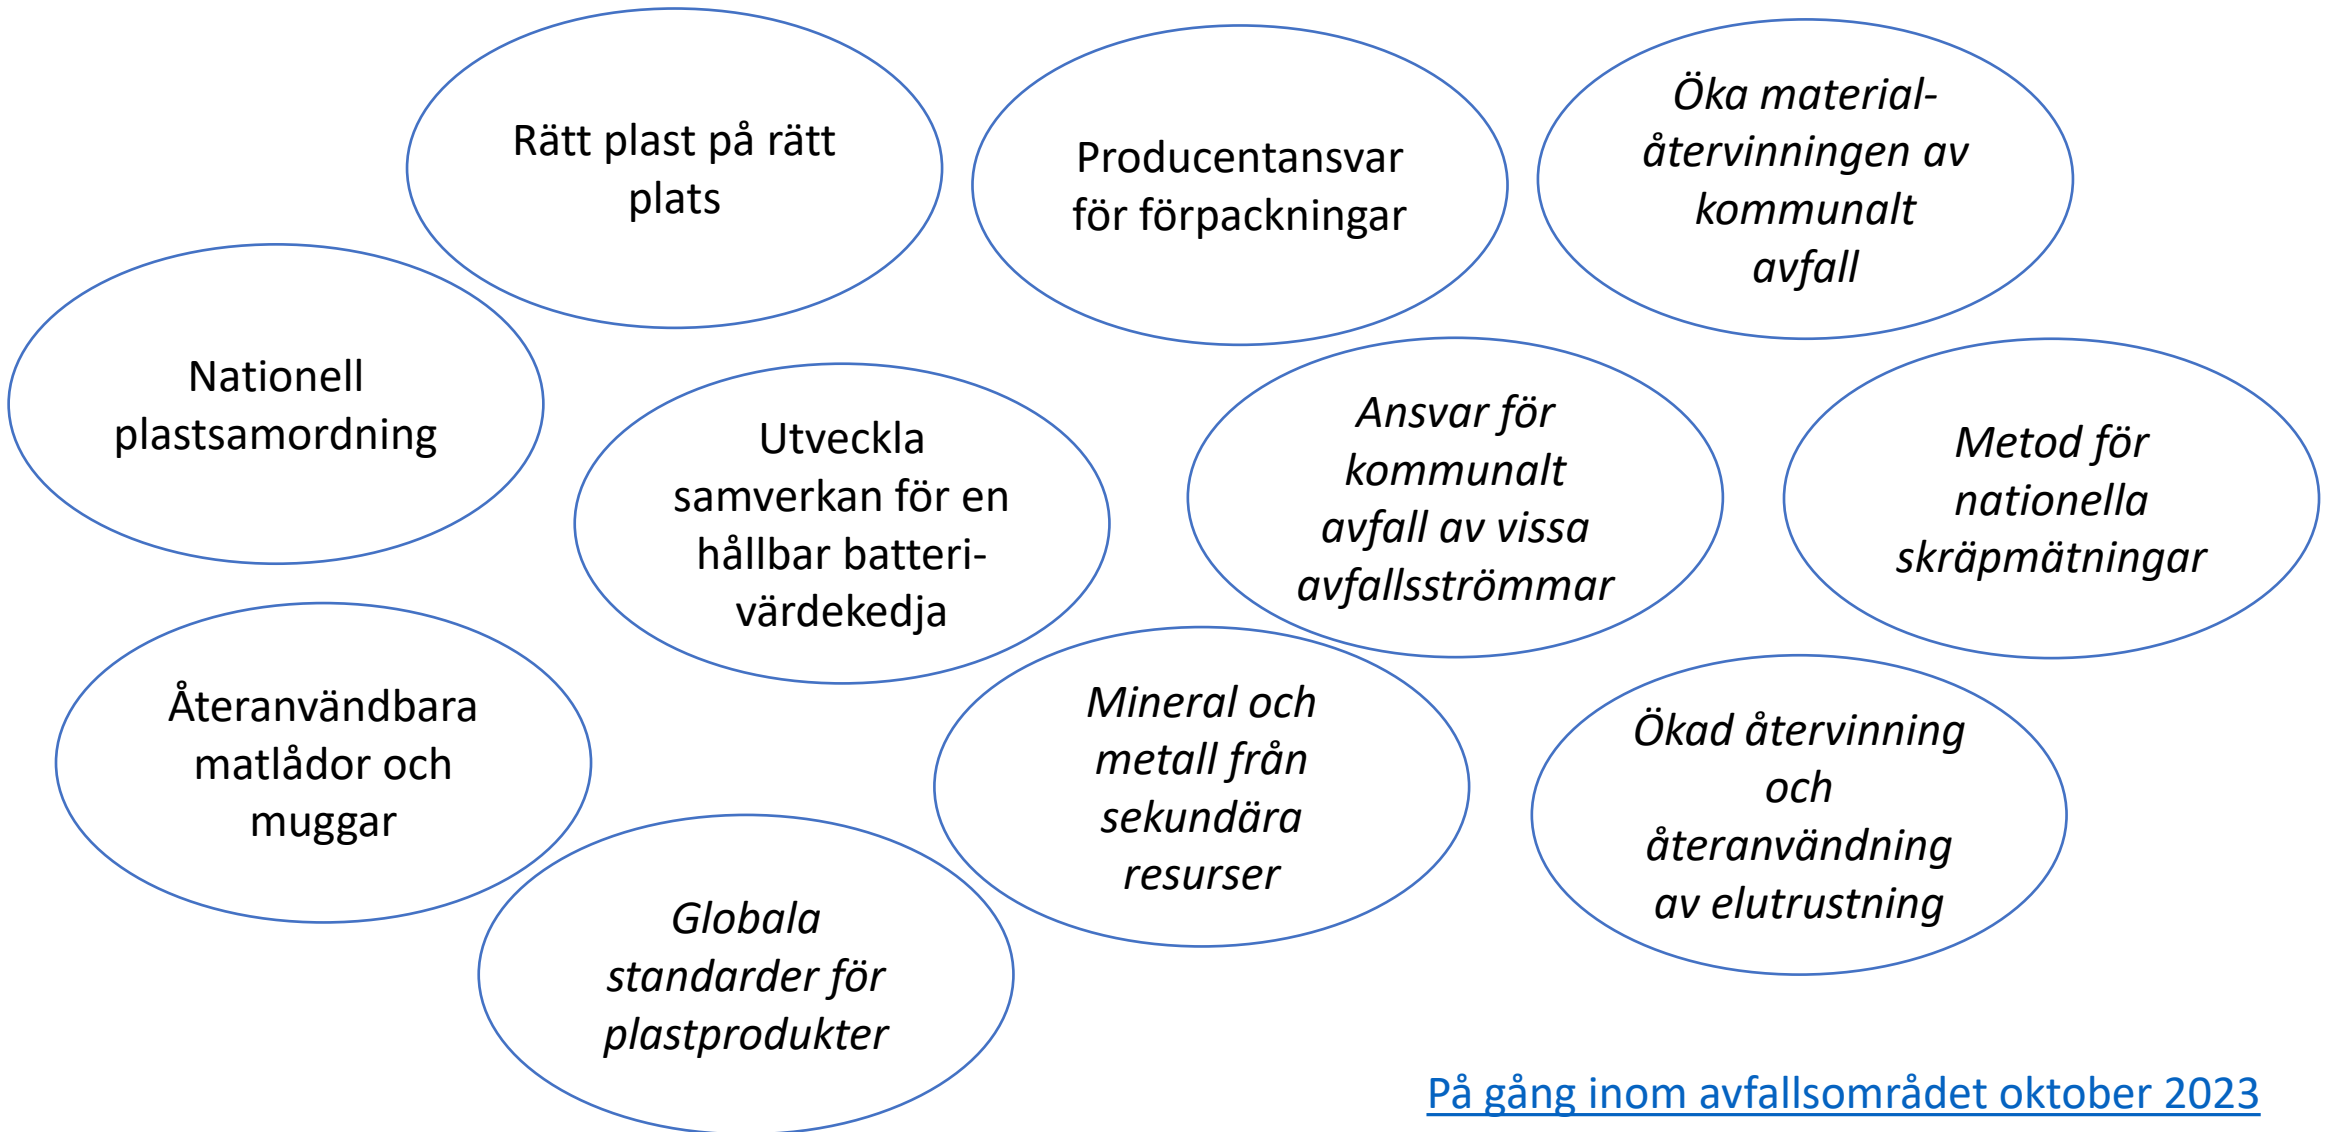 Rätt plast på rätt
plats
Producentansvar
för förpackningar
Öka material-
återvinningen av
kommunalt
avfall
Nationell
plastsamordning
Utveckla
samverkan för en
hållbar batteri-
värdekedja
Ansvar för
kommunalt
avfall av vissa
avfallsströmmar
Metod för
nationella
skräpmätningar
Återanvändbara
matlådor och
muggar
Globala
standarder för
plastprodukter
Mineral och
metall från
sekundära
resurser
Ökad återvinning
och
återanvändning
av elutrustning
På gång inom avfallsområdet oktober 2023